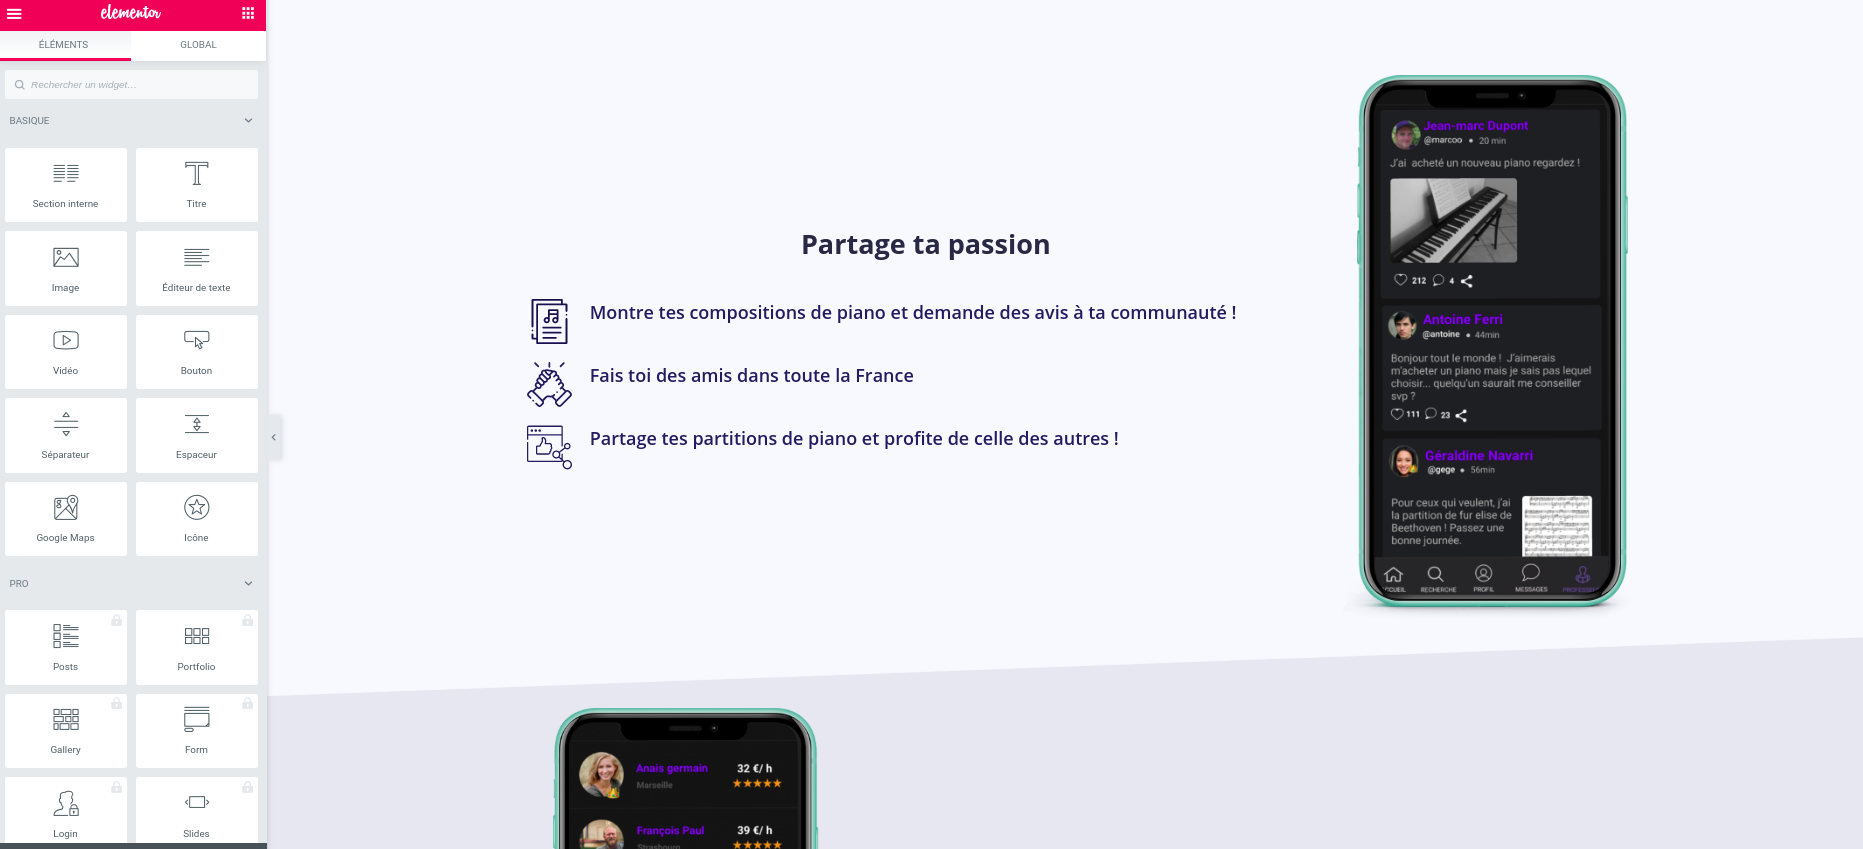 elementor
ÉLÉMENTS
GLOBAL
Rechercher un widget...
BASIQUE
Section interne
Titre
Image
Éditeur de texte
Vidéo
Bouton
Séparateur
Espaceur
Google Maps
Icône
PRO
Posts
Portfolio
Gallery
Form
Login
Slides
Partage ta passion
Montre tes compositions de piano et demande des avis à ta communauté !
Fais toi des amis dans toute la France
Partage tes partitions de piano et profite de celle des autres !
Jean-marc Dupont
@marcoo • 20 min
J'ai acheté un nouveau piano regardez !
212 4
Antoine Ferri
@antoine • 44min
Bonjour tout le monde ! J'aimerais
m'acheter un piano mais je sais pas lequel
choisir... quelqu'un saurait me conseiller
svp ?
111 23
Géraldine Navarri
@gege • 56min
Pour ceux qui veulent, j'ai
la partition de fur elise de
Beethoven ! Passez une
bonne journée.
CCUEIL
RECHERCHE
PROFIL
MESSAGES
PROFESSE
Anais germain
32 €/ h
Marseille
François Paul
39 €/ h
Strasbourg